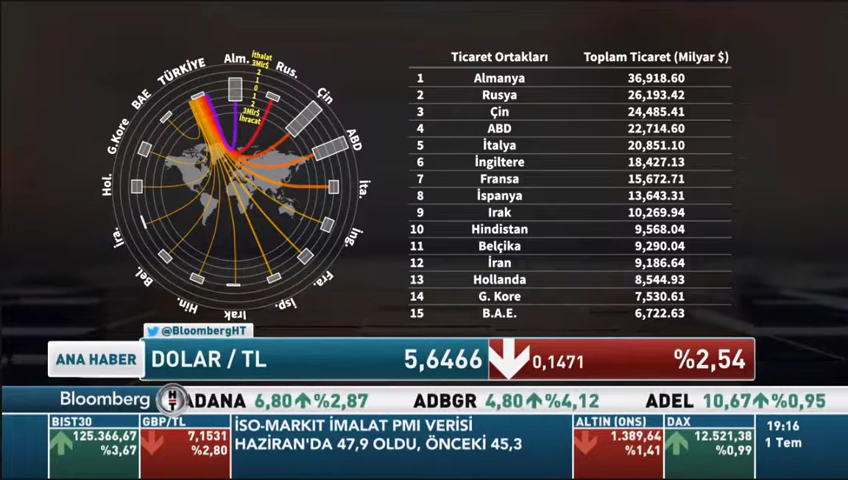 TÜRKİYE
Alm.
Rus.
Çin
ABD
İta.
İng.
Fra.
İsp.
Irak
Hin.
Bel.
İra.
Hol.
G.Kore
BAE
İthalat
3Mlr$
2
1
0
1
2
3Mlr$
İhracat
Ticaret Ortakları Toplam Ticaret (Milyar $)
1 Almanya 36,918.60
2 Rusya 26,193.42
3 Çin 24,485.41
4 ABD 22,714.60
5 İtalya 20,851.10
6 İngiltere 18,427.13
7 Fransa 15,672.71
8 İspanya 13,643.31
9 Irak 10,269.94
10 Hindistan 9,568.04
11 Belçika 9,290.04
12 İran 9,186.64
13 Hollanda 8,544.93
14 G. Kore 7,530.61
15 B.A.E. 6,722.63
@BloombergHT
ANA HABER DOLAR / TL 5,6466 0,1471 %2,54
Bloomberg HT ADANA 6,80 %2,87 ADBGR 4,80 %4,12 ADEL 10,67 %0,95
BIST30
125.366,67
%3,67
GBP/TL
7,1531
%2,80
İSO-MARKIT İMALAT PMI VERİSİ
HAZİRAN'DA 47,9 OLDU, ÖNCEKİ 45,3
ALTIN (ONS)
1.389,64
%1,41
DAX
12.521,38
%0,99
19:16
1 Tem